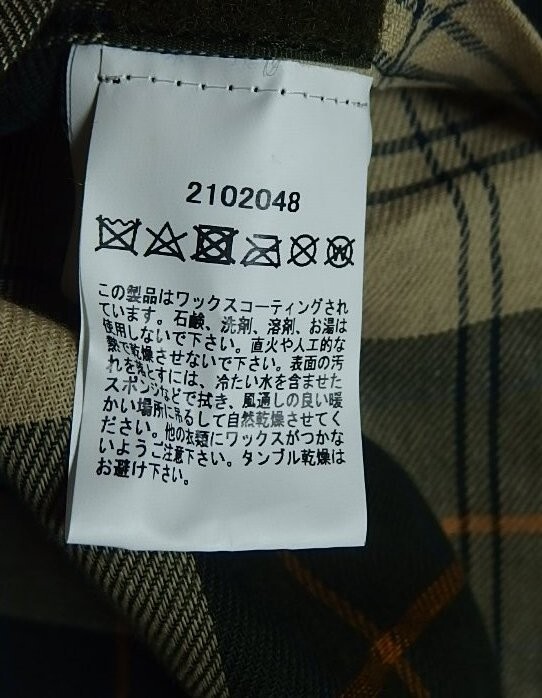 2102048
この製品はワックスコーティングされ
ています。石鹸、洗剤、溶剤、お湯は
使用しないで下さい。直火や人工的な
熱で乾燥させないで下さい。表面の汚
れを落とすには、冷たい水を含ませた
スポンジなどで拭き、風通しの良い暖
かい場所に吊るして自然乾燥させてく
ださい。他の衣類にワックスがつかな
いようご注意下さい。タンブル乾燥は
お避け下さい。